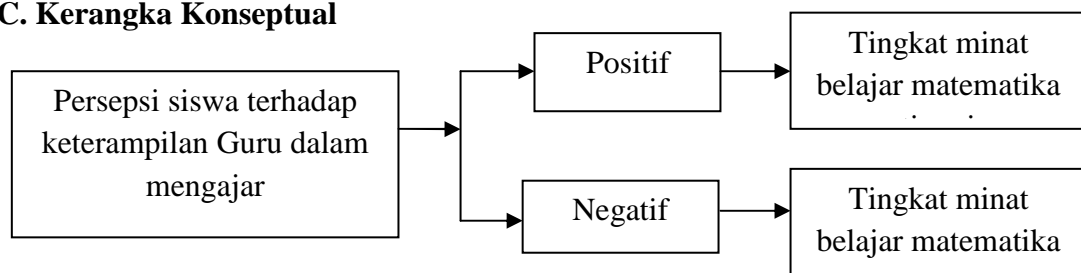 C. Kerangka Konseptual
Persepsi siswa terhadap
keterampilan Guru dalam
mengajar
Positif
Tingkat minat
belajar matematika
Negatif
Tingkat minat
belajar matematika